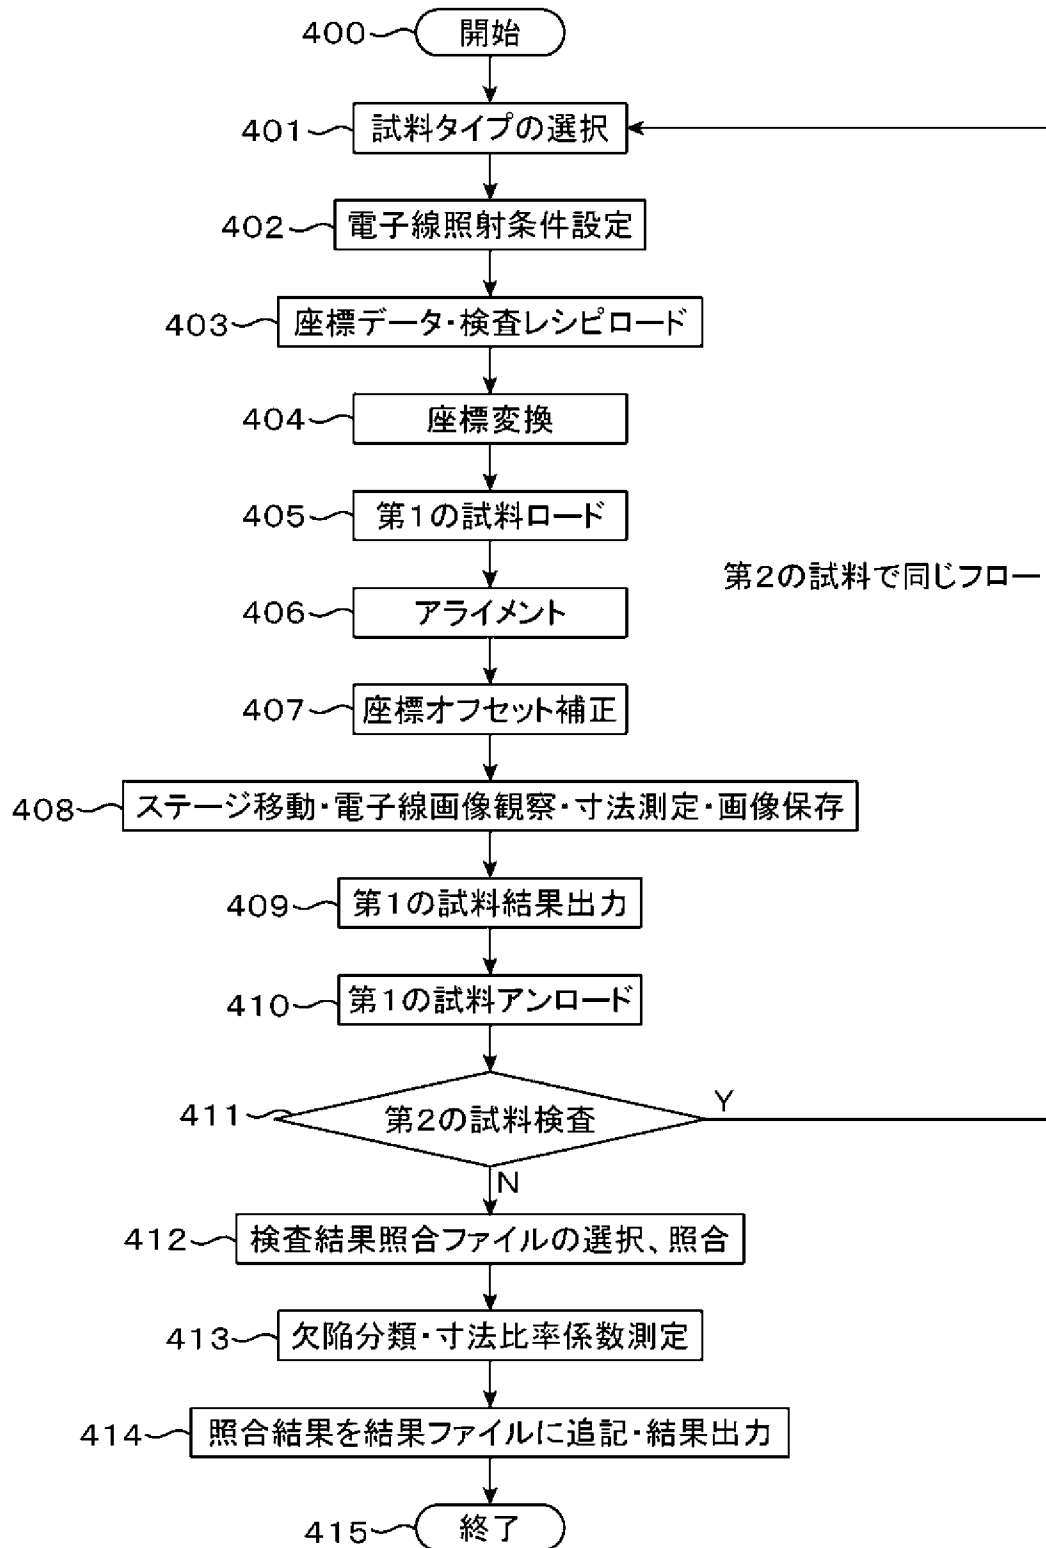 400 開始
401 試料タイプの選択
402 電子線照射条件設定
403 座標データ・検査レシピロード
404 座標変換
405 第1の試料ロード
第2の試料で同じフロー
406 アライメント
407 座標オフセット補正
408 ステージ移動・電子線画像観察・寸法測定・画像保存
409 第1の試料結果出力
410 第1の試料アンロード
411 第2の試料検査 Y
N
412 検査結果照合ファイルの選択、照合
413 欠陥分類・寸法比率係数測定
414 照合結果を結果ファイルに追記・結果出力
415 終了